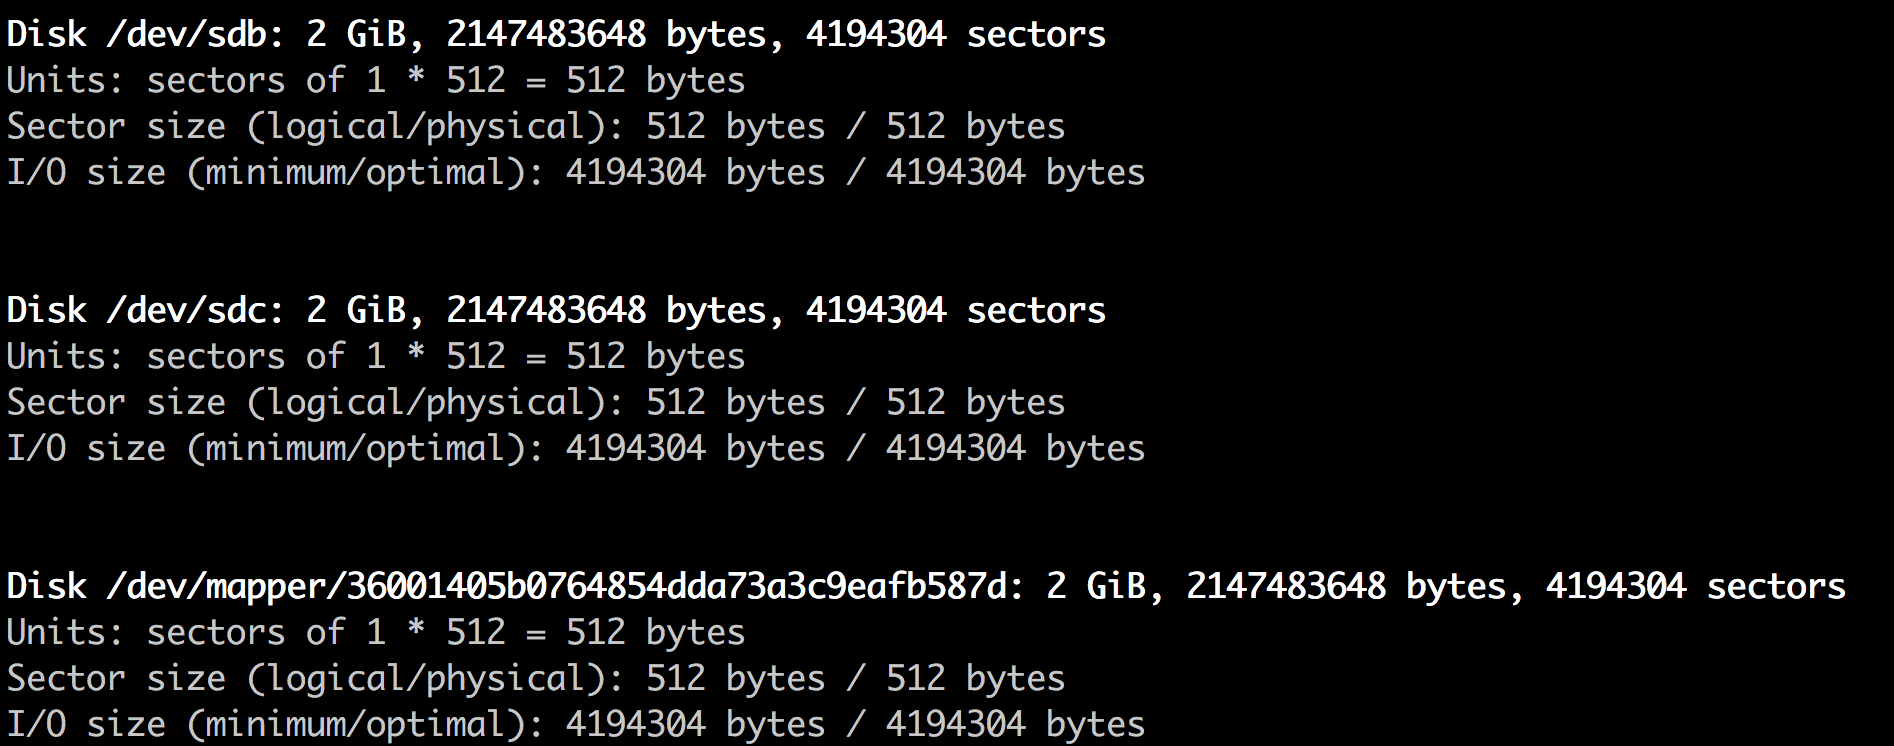 Disk /dev/sdb: 2 GiB, 2147483648 bytes, 4194304 sectors
Units: sectors of 1 * 512 = 512 bytes
Sector size (logical/physical): 512 bytes / 512 bytes
I/O size (minimum/optimal): 4194304 bytes / 4194304 bytes
Disk /dev/sdc: 2 GiB, 2147483648 bytes, 4194304 sectors
Units: sectors of 1 * 512 = 512 bytes
Sector size (logical/physical): 512 bytes / 512 bytes
I/O size (minimum/optimal): 4194304 bytes / 4194304 bytes
Disk /dev/mapper/36001405b0764854dda73a3c9eafb587d: 2 GiB, 2147483648 bytes, 4194304 sectors
Units: sectors of 1 * 512 = 512 bytes
Sector size (logical/physical): 512 bytes / 512 bytes
I/O size (minimum/optimal): 4194304 bytes / 4194304 bytes